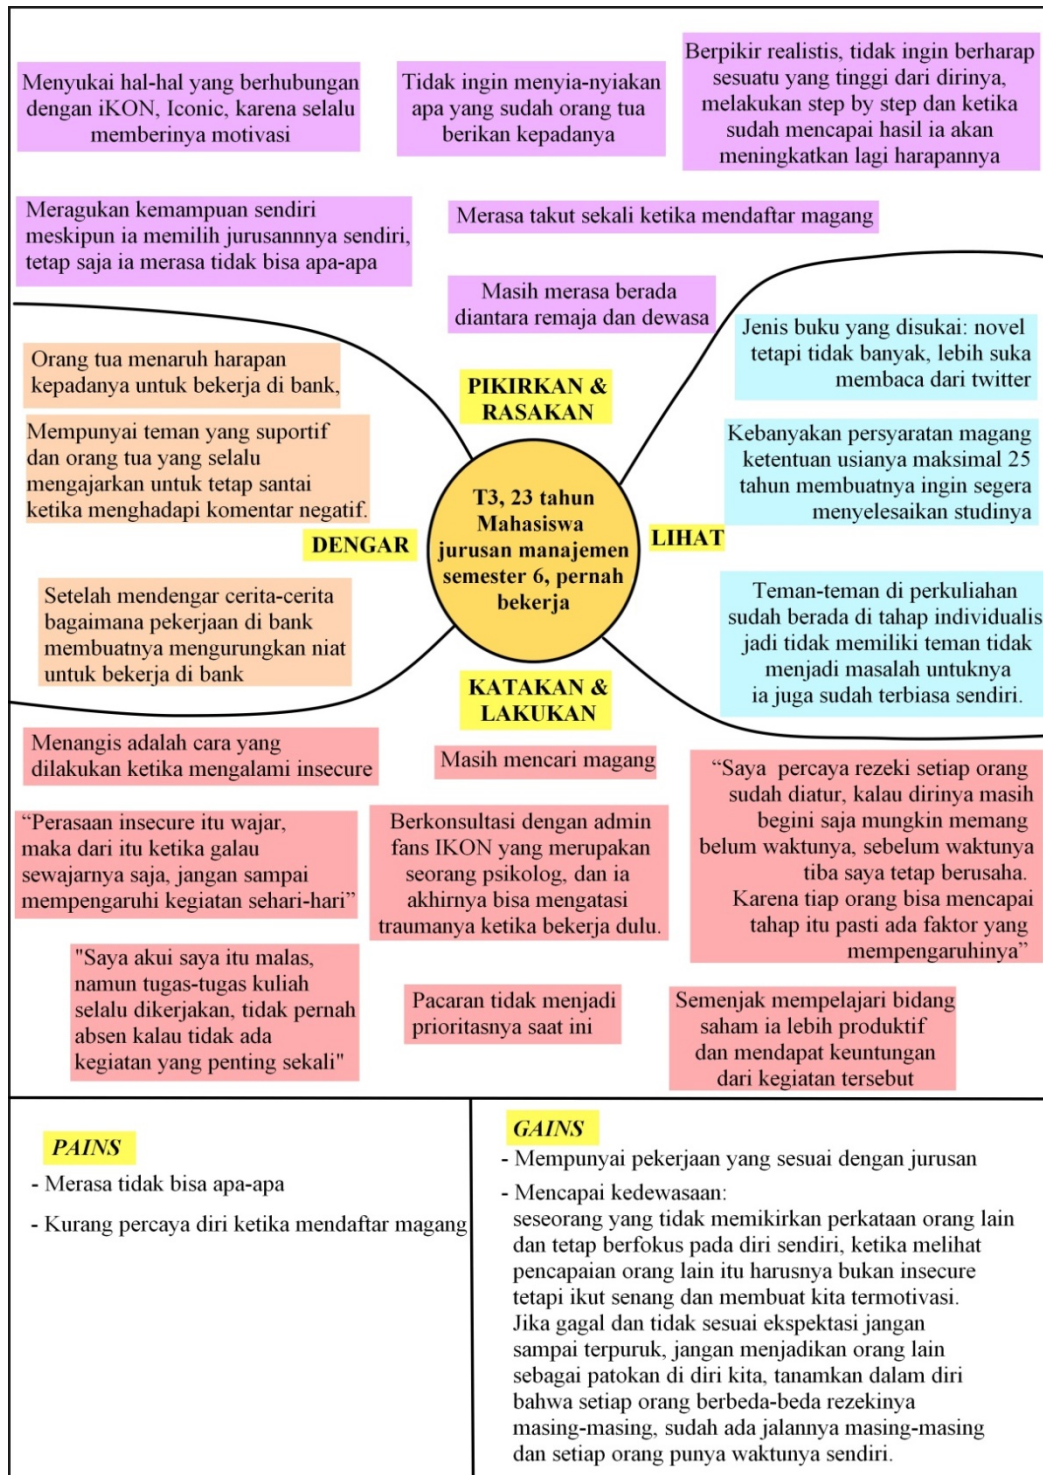 Menyukai hal-hal yang berhubungan
dengan iKON, Iconic, karena selalu
memberinya motivasi
Tidak ingin menyia-nyiakan
apa yang sudah orang tua
berikan kepadanya
Berpikir realistis, tidak ingin berharap
sesuatu yang tinggi dari dirinya,
melakukan step by step dan ketika
sudah mencapai hasil ia akan
meningkatkan lagi harapannya
Meragukan kemampuan sendiri
meskipun ia memilih jurusannnya sendiri,
tetap saja ia merasa tidak bisa apa-apa
Merasa takut sekali ketika mendaftar magang
Masih merasa berada
diantara remaja dan dewasa
PIKIRKAN &
RASAKAN
Orang tua menaruh harapan
kepadanya untuk bekerja di bank,
Mempunyai teman yang suportif
dan orang tua yang selalu
mengajarkan untuk tetap santai
ketika menghadapi komentar negatif.
DENGAR
Setelah mendengar cerita-cerita
bagaimana pekerjaan di bank
membuatnya mengurungkan niat
untuk bekerja di bank
T3, 23 tahun
Mahasiswa
jurusan manajemen
semester 6, pernah
bekerja
Jenis buku yang disukai: novel
tetapi tidak banyak, lebih suka
membaca dari twitter
Kebanyakan persyaratan magang
ketentuan usianya maksimal 25
tahun membuatnya ingin segera
menyelesaikan studinya
LIHAT
Teman-teman di perkuliahan
sudah berada di tahap individualis
jadi tidak memiliki teman tidak
menjadi masalah untuknya
ia juga sudah terbiasa sendiri.
KATAKAN &
LAKUKAN
Menangis adalah cara yang
dilakukan ketika mengalami insecure
Masih mencari magang
“Saya percaya rezeki setiap orang
sudah diatur, kalau dirinya masih
begini saja mungkin memang
belum waktunya, sebelum waktunya
tiba saya tetap berusaha.
Karena tiap orang bisa mencapai
tahap itu pasti ada faktor yang
mempengaruhinya”
“Perasaan insecure itu wajar,
maka dari itu ketika galau
sewajarnya saja, jangan sampai
mempengaruhi kegiatan sehari-hari”
Berkonsultasi dengan admin
fans IKON yang merupakan
seorang psikolog, dan ia
akhirnya bisa mengatasi
traumanya ketika bekerja dulu.
"Saya akui saya itu malas,
namun tugas-tugas kuliah
selalu dikerjakan, tidak pernah
absen kalau tidak ada
kegiatan yang penting sekali"
Pacaran tidak menjadi
prioritasnya saat ini
Semenjak mempelajari bidang
saham ia lebih produktif
dan mendapat keuntungan
dari kegiatan tersebut
PAINS
- Merasa tidak bisa apa-apa
- Kurang percaya diri ketika mendaftar magang
GAINS
- Mempunyai pekerjaan yang sesuai dengan jurusan
- Mencapai kedewasaan:
seseorang yang tidak memikirkan perkataan orang lain
dan tetap berfokus pada diri sendiri, ketika melihat
pencapaian orang lain itu harusnya bukan insecure
tetapi ikut senang dan membuat kita termotivasi.
Jika gagal dan tidak sesuai ekspektasi jangan
sampai terpuruk, jangan menjadikan orang lain
sebagai patokan di diri kita, tanamkan dalam diri
bahwa setiap orang berbeda-beda rezekinya
masing-masing, sudah ada jalannya masing-masing
dan setiap orang punya waktunya sendiri.